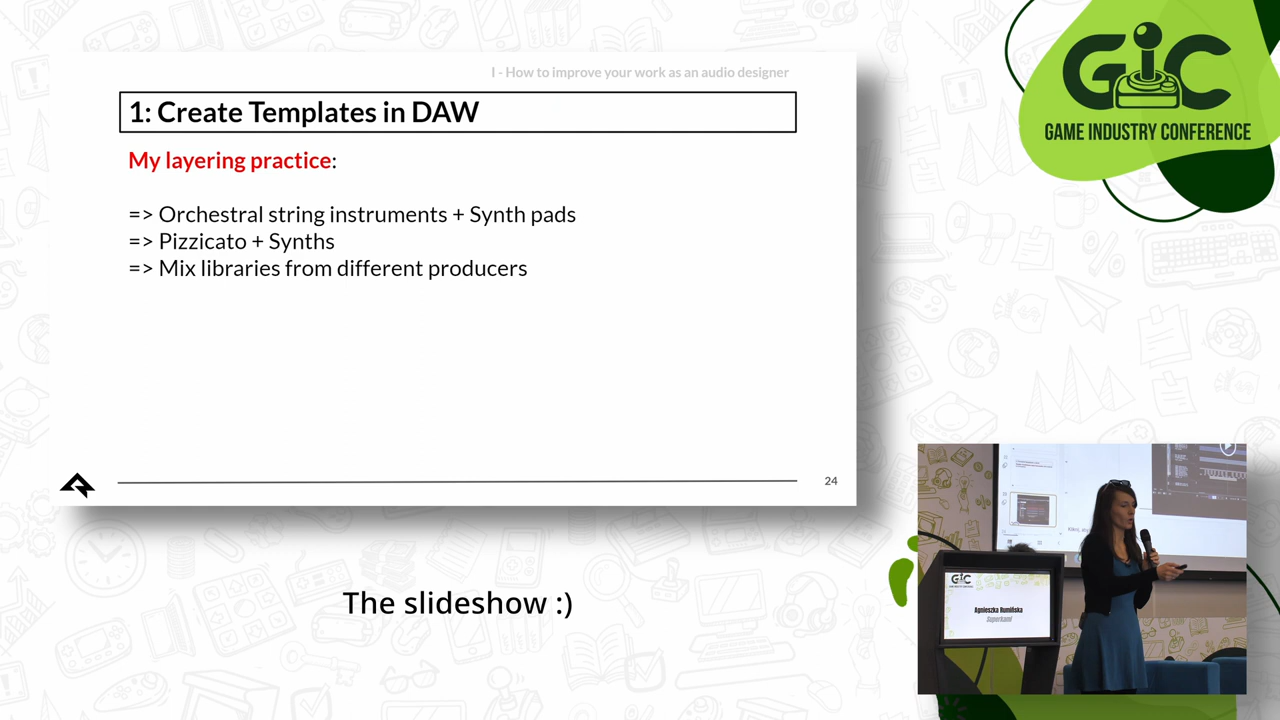 I - How to improve your work as an audio designer
1: Create Templates in DAW
My layering practice:
=> Orchestral string instruments + Synth pads
=> Pizzicato + Synths
=> Mix libraries from different producers
24
The slideshow :)
GIC
GAME INDUSTRY CONFERENCE
GIC
Agnieszka Rumińska
Superkami